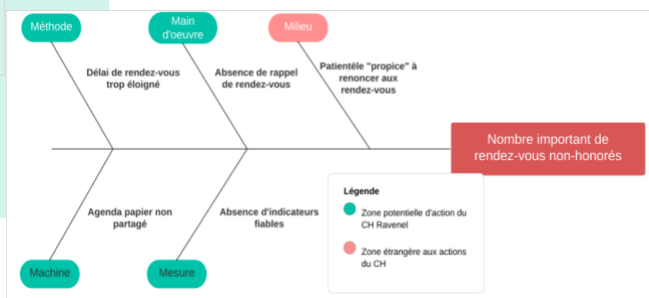 Méthode
Main
d'oeuvre
Milieu
Délai de rendez-vous
trop éloigné
Absence de rappel
de rendez-vous
Patientèle "propice" à
renoncer aux
rendez-vous
Nombre important de
rendez-vous non-honorés
Agenda papier non
partagé
Absence d'indicateurs
fiables
Machine
Mesure
Légende
Zone potentielle d'action du
CH Ravenel
Zone étrangère aux actions
du CH